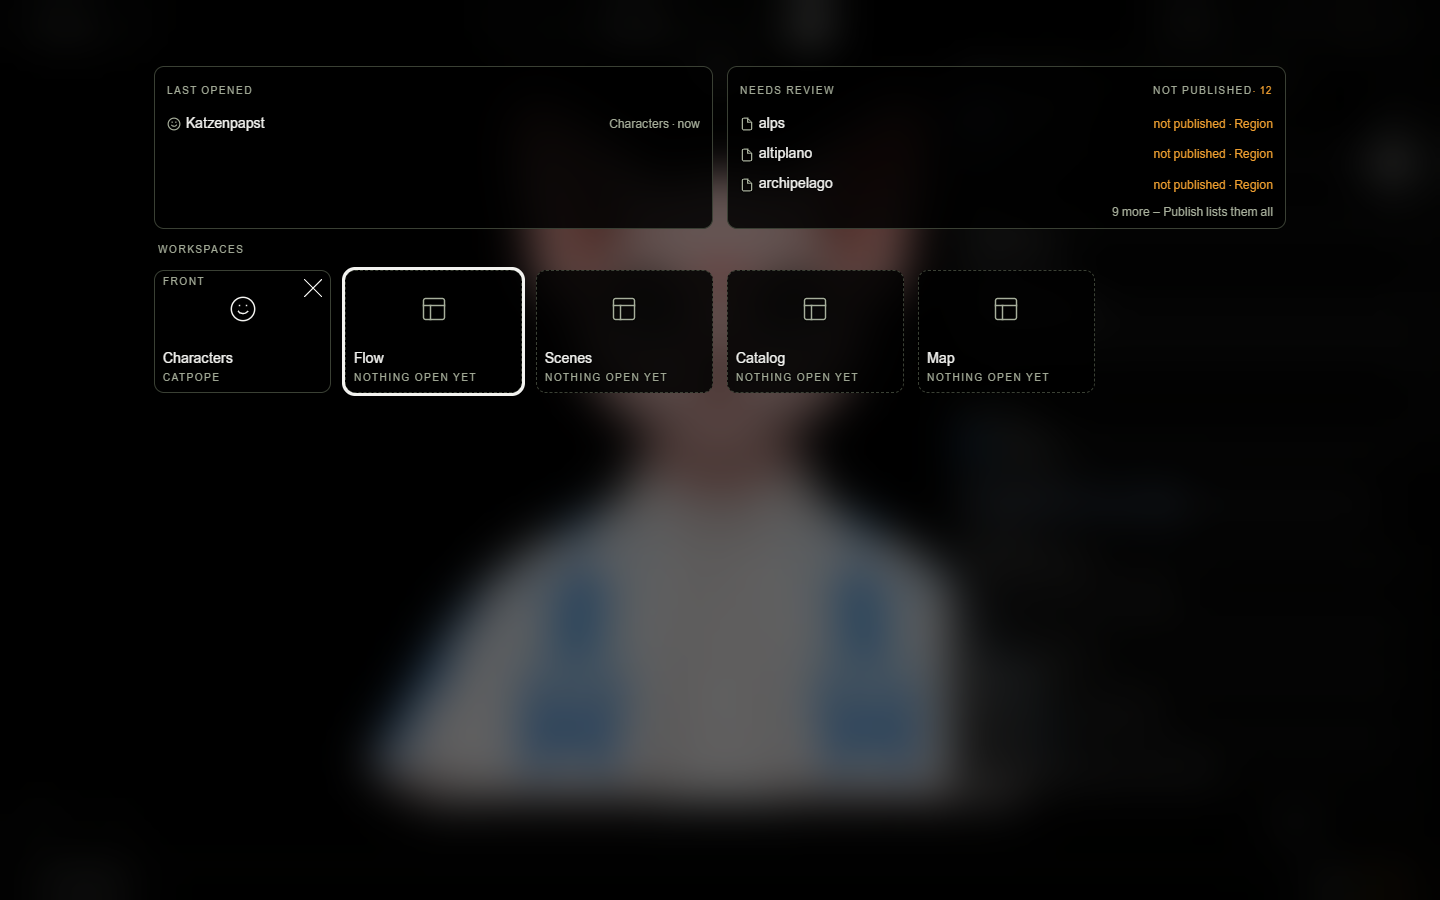 LAST OPENED
Katzenpapst
Characters · now
NEEDS REVIEW
NOT PUBLISHED· 12
alps
not published · Region
altiplano
not published · Region
archipelago
not published · Region
9 more – Publish lists them all
WORKSPACES
FRONT
Characters
CATPOPE
Flow
NOTHING OPEN YET
Scenes
NOTHING OPEN YET
Catalog
NOTHING OPEN YET
Map
NOTHING OPEN YET